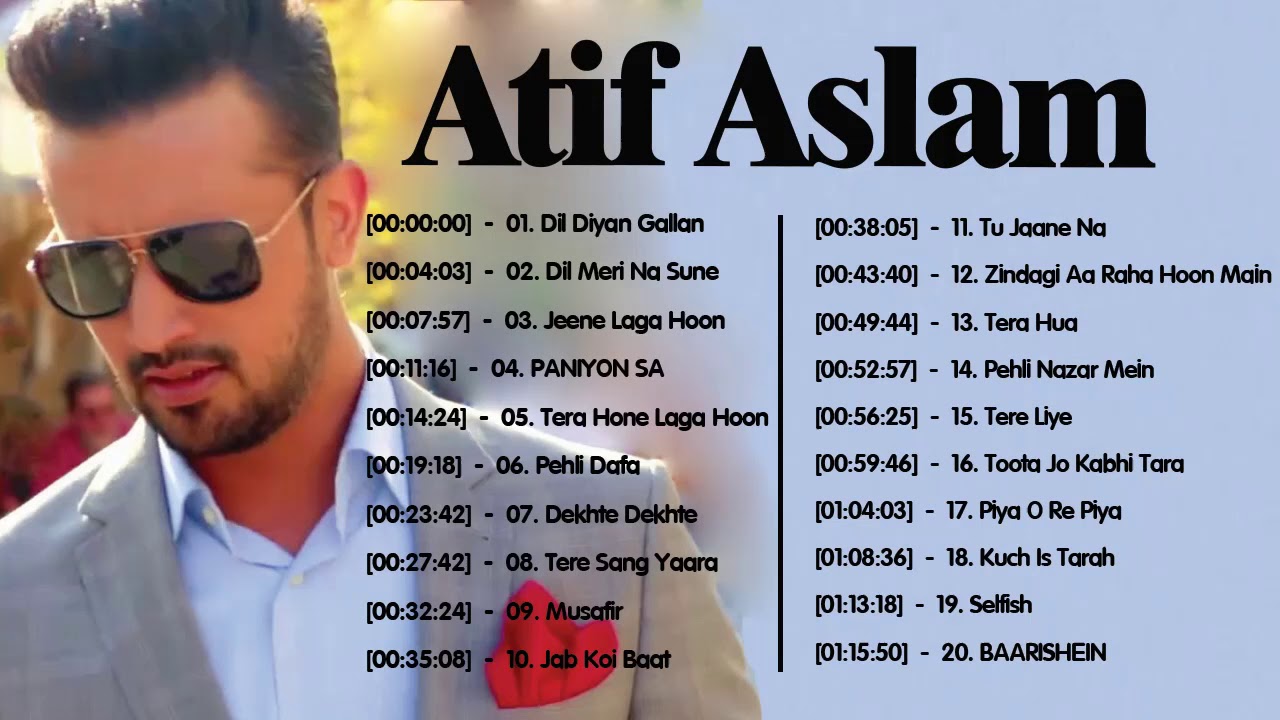 Atif Aslam
[00:00:00] - 01. Dil Diyan Gallan
[00:04:03] - 02. Dil Meri Na Sune
[00:07:57] - 03. Jeene Laga Hoon
[00:11:16] - 04. PANIYON SA
[00:14:24] - 05. Tera Hone Laga Hoon
[00:19:18] - 06. Pehli Dafa
[00:23:42] - 07. Dekhte Dekhte
[00:27:42] - 08. Tere Sang Yaara
[00:32:24] - 09. Musafir
[00:35:08] - 10. Jab Koi Baat
[00:38:05] - 11. Tu Jaane Na
[00:43:40] - 12. Zindagi Aa Raha Hoon Main
[00:49:44] - 13. Tera Hua
[00:52:57] - 14. Pehli Nazar Mein
[00:56:25] - 15. Tere Liye
[00:59:46] - 16. Toota Jo Kabhi Tara
[01:04:03] - 17. Piya O Re Piya
[01:08:36] - 18. Kuch Is Tarah
[01:13:18] - 19. Selfish
[01:15:50] - 20. BAARISHEIN